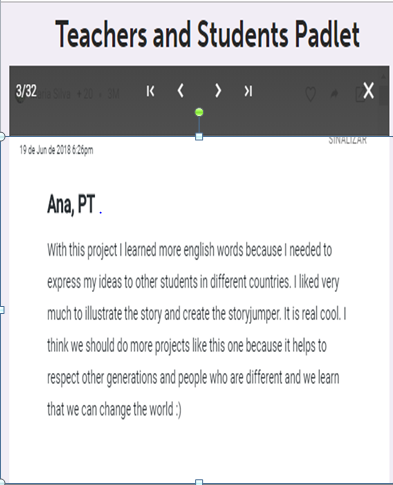 Teachers and Students Padlet
3/32
SINALIZAR
19 de Jun de 2018 6:26pm
Ana, PT .
With this project I learned more english words because I needed to
express my ideas to other students in different countries. I liked very
much to illustrate the story and create the storyjumper. It is real cool. I
think we should do more projects like this one because it helps to
respect other generations and people who are different and we learn
that we can change the world :)